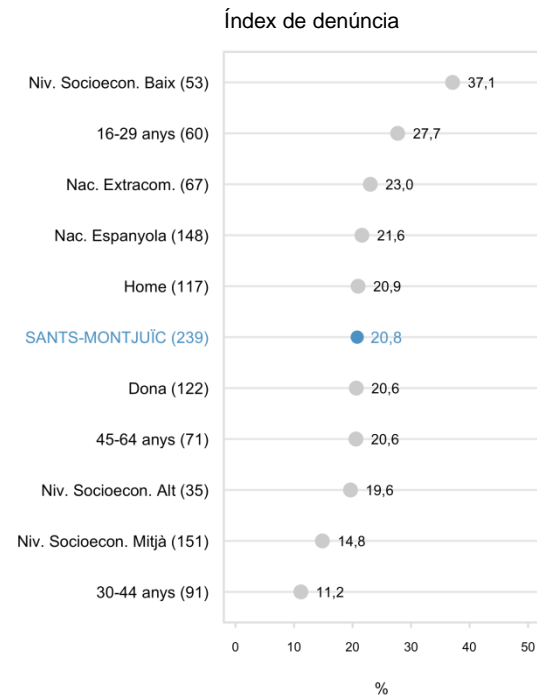 Índex de denúncia
Niv. Socioecon. Baix (53) 37,1
16-29 anys (60) 27,7
Nac. Extracom. (67) 23,0
Nac. Espanyola (148) 21,6
Home (117) 20,9
SANTS-MONTJUÏC (239) 20,8
Dona (122) 20,6
45-64 anys (71) 20,6
Niv. Socioecon. Alt (35) 19,6
Niv. Socioecon. Mitjà (151) 14,8
30-44 anys (91) 11,2
0 10 20 30 40 50
%